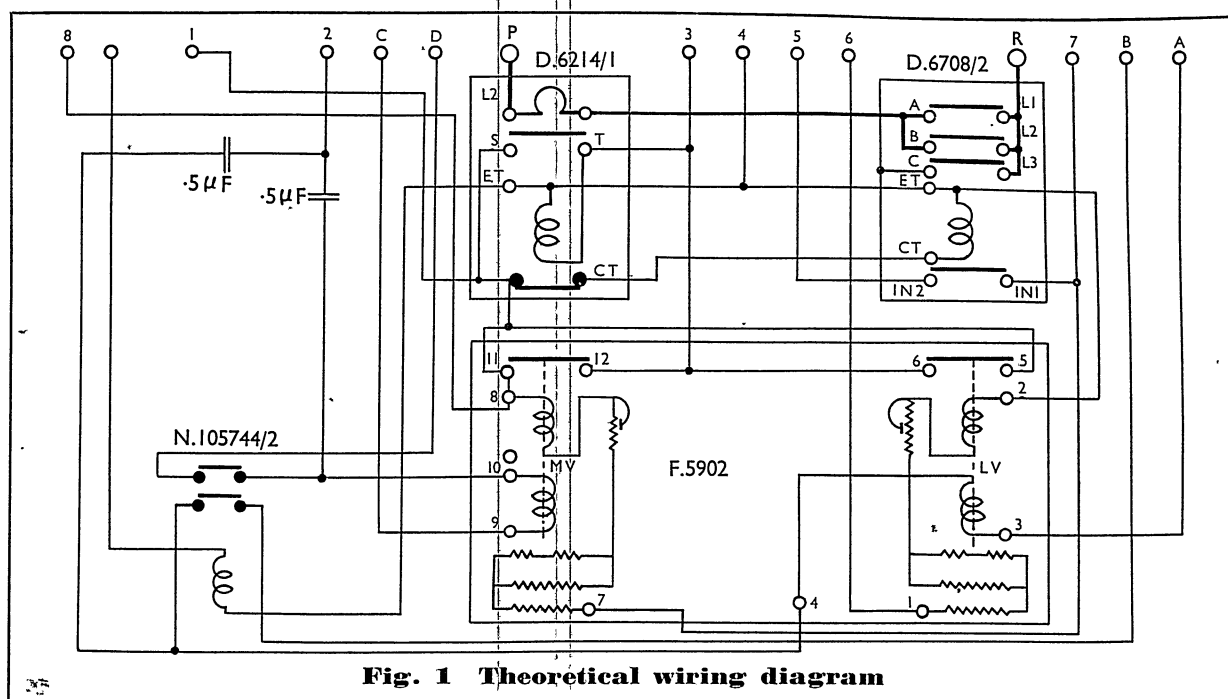 8 1 2 C D P 3 4 5 6 R 7 B A
D.6214/1 D.6708/2
L2 A L1
B L2
S T C L3
ET ET
·5μF
·5μF
CT CT
IN2 IN1
11 12 6 5
8 2
N.105744/2
10 MV F.5902 LV
9 3
7 4 1
Fig. 1 Theoretical wiring diagram